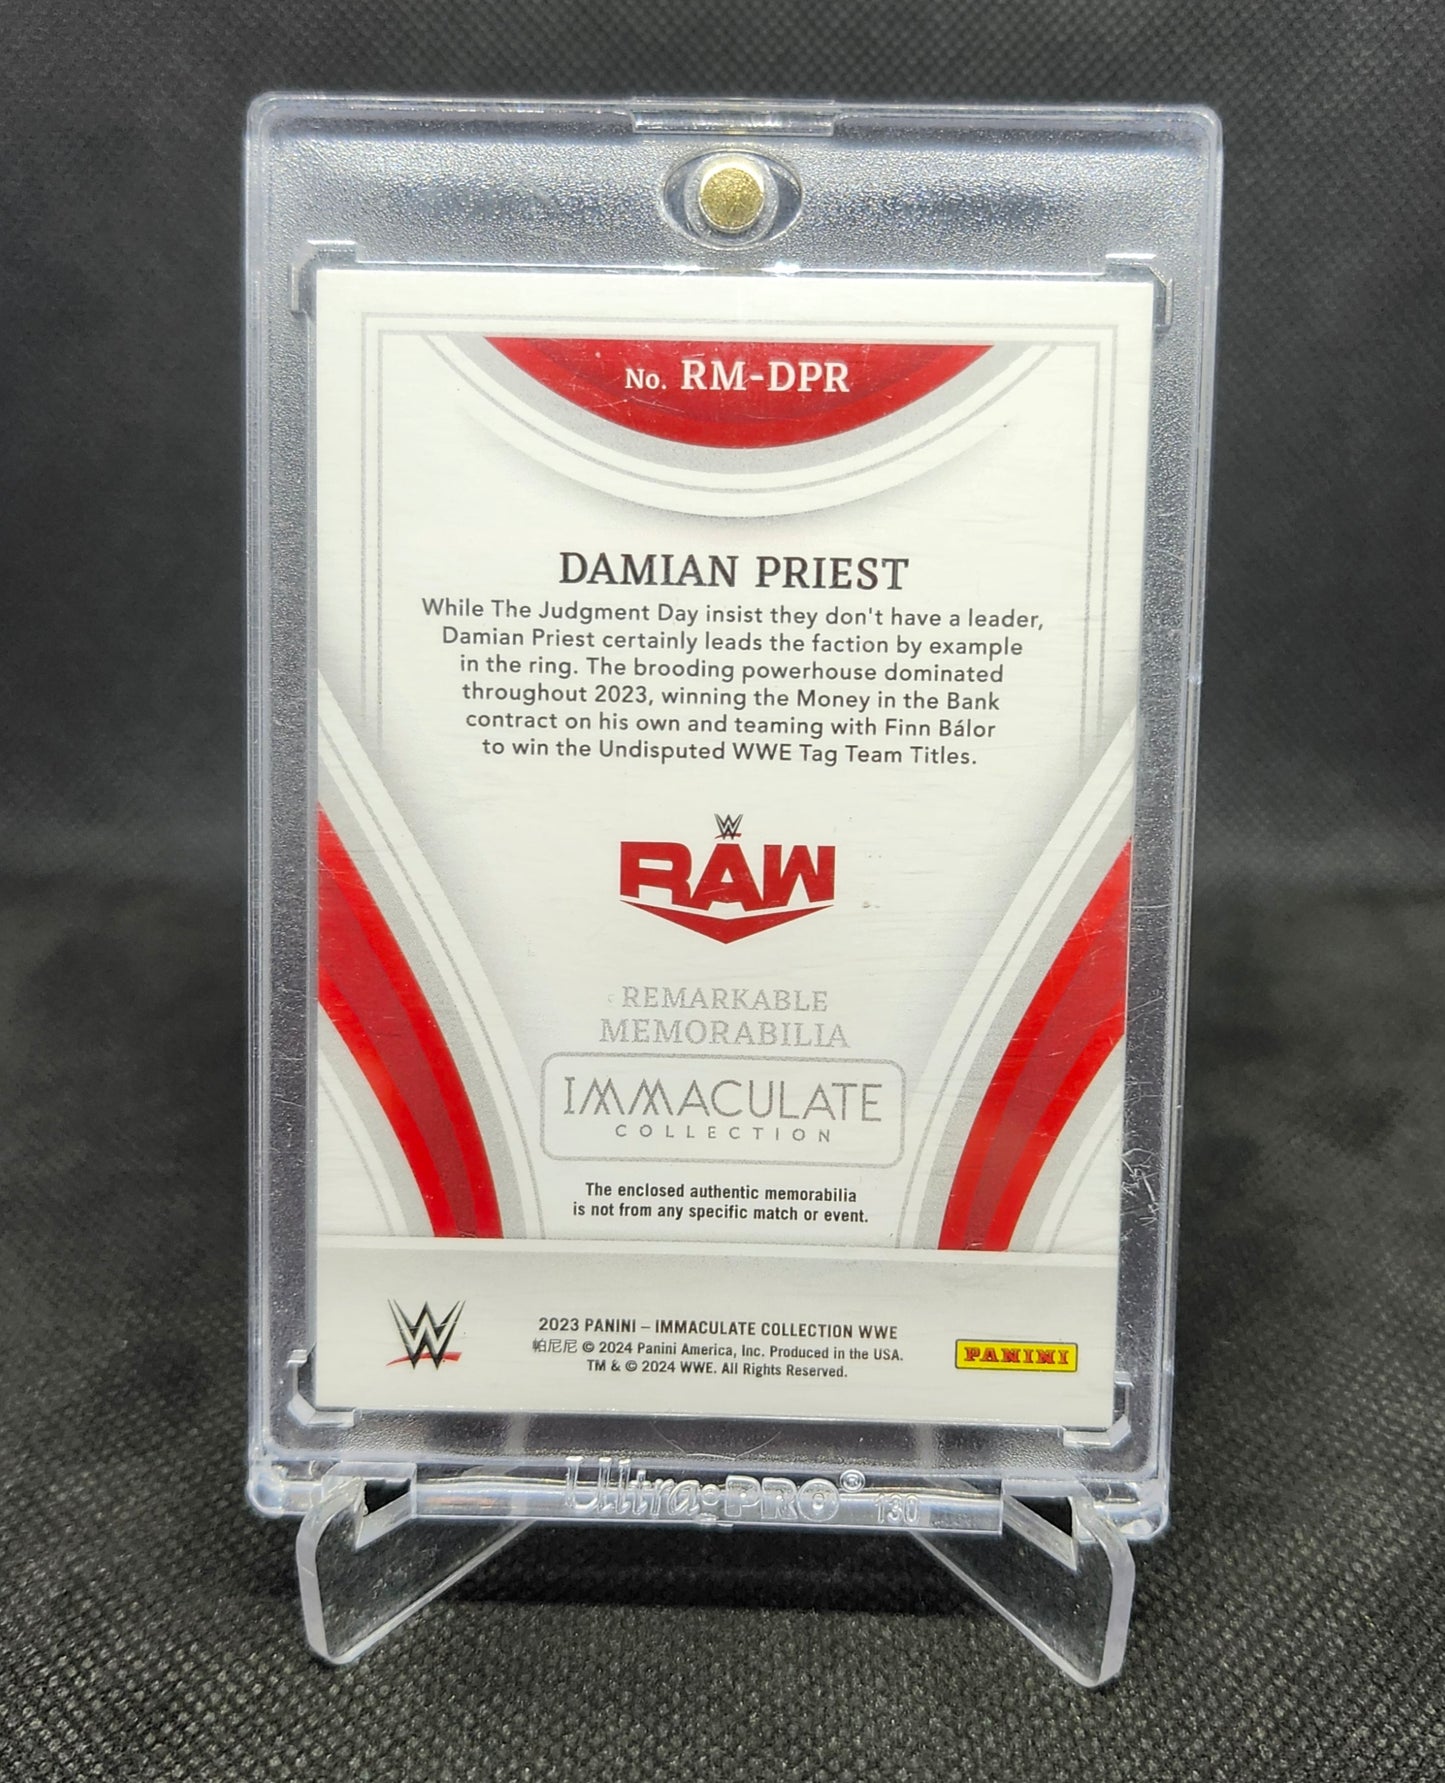 No. RM-DPR
DAMIAN PRIEST
While The Judgment Day insist they don't have a leader,
Damian Priest certainly leads the faction by example
in the ring. The brooding powerhouse dominated
throughout 2023, winning the Money in the Bank
contract on his own and teaming with Finn Bálor
to win the Undisputed WWE Tag Team Titles.
W
RAW
REMARKABLE
MEMORABILIA
IMMACULATE
COLLECTION
The enclosed authentic memorabilia
is not from any specific match or event.
W
2023 PANINI – IMMACULATE COLLECTION WWE
帕尼尼 © 2024 Panini America, Inc. Produced in the USA.
TM & © 2024 WWE. All Rights Reserved.
PANINI
Ultra•PRO® 130